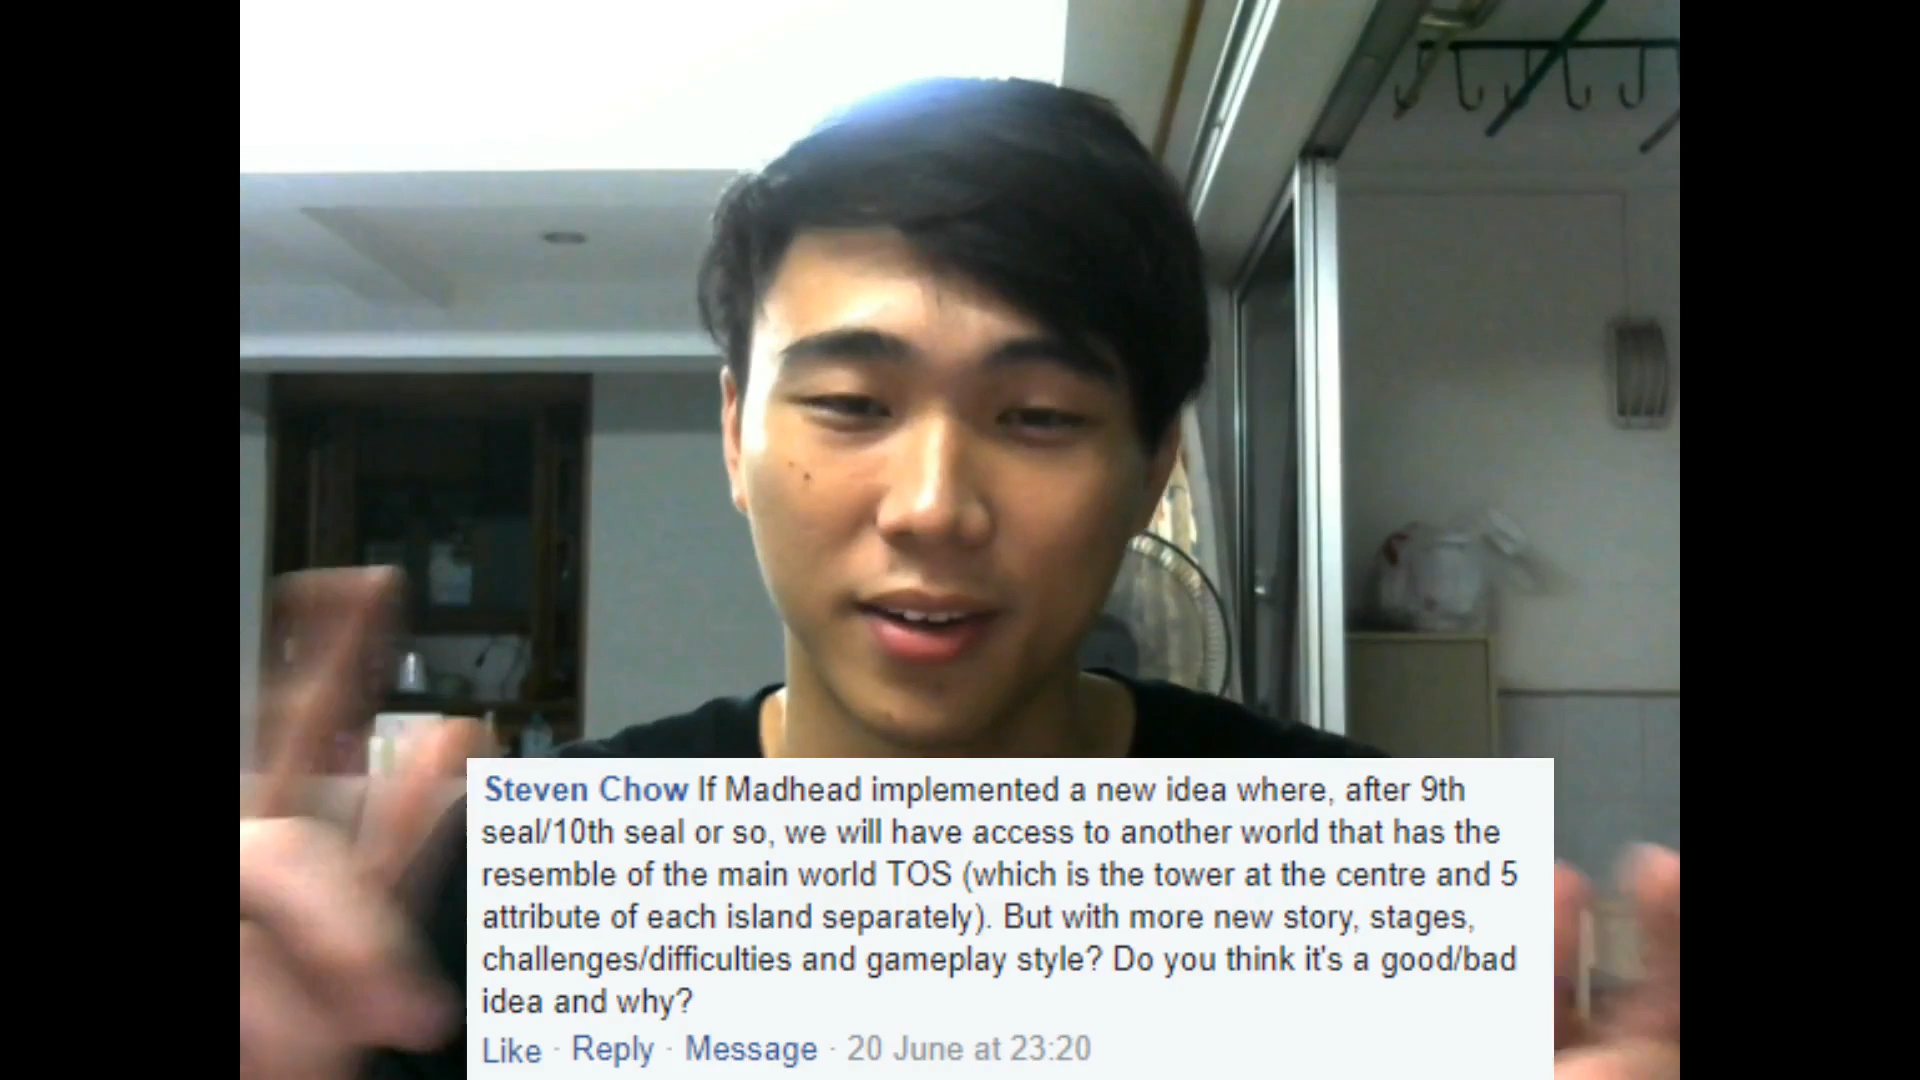 Steven Chow If Madhead implemented a new idea where, after 9th
seal/10th seal or so, we will have access to another world that has the
resemble of the main world TOS (which is the tower at the centre and 5
attribute of each island separately). But with more new story, stages,
challenges/difficulties and gameplay style? Do you think it's a good/bad
idea and why?
Like · Reply · Message · 20 June at 23:20